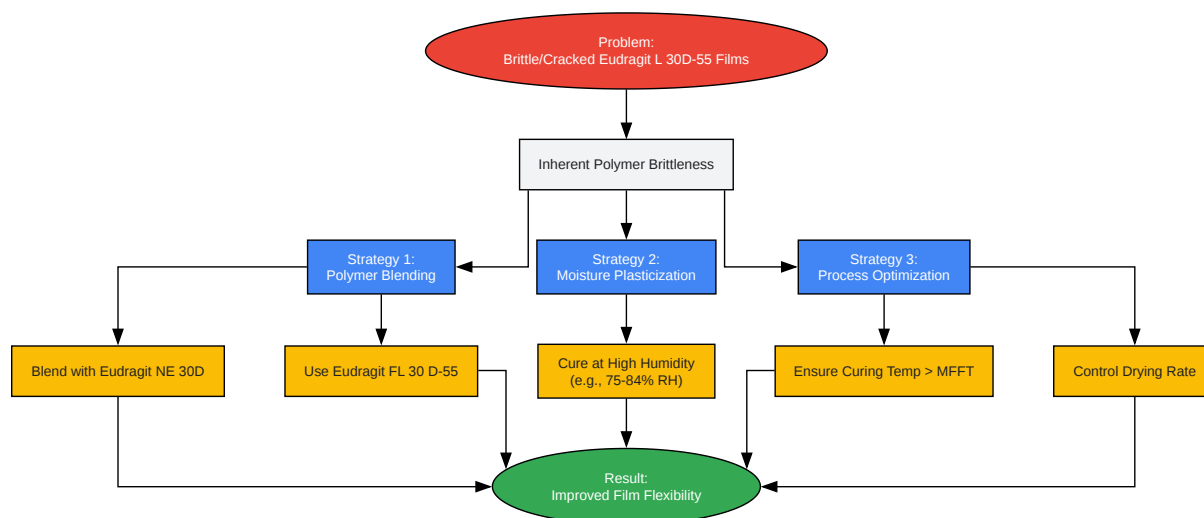 Problem:
Brittle/Cracked Eudragit L 30D-55 Films
Inherent Polymer Brittleness
Strategy 1:
Polymer Blending
Strategy 2:
Moisture Plasticization
Strategy 3:
Process Optimization
Blend with Eudragit NE 30D
Use Eudragit FL 30 D-55
Cure at High Humidity
(e.g., 75-84% RH)
Ensure Curing Temp > MFFT
Control Drying Rate
Result:
Improved Film Flexibility